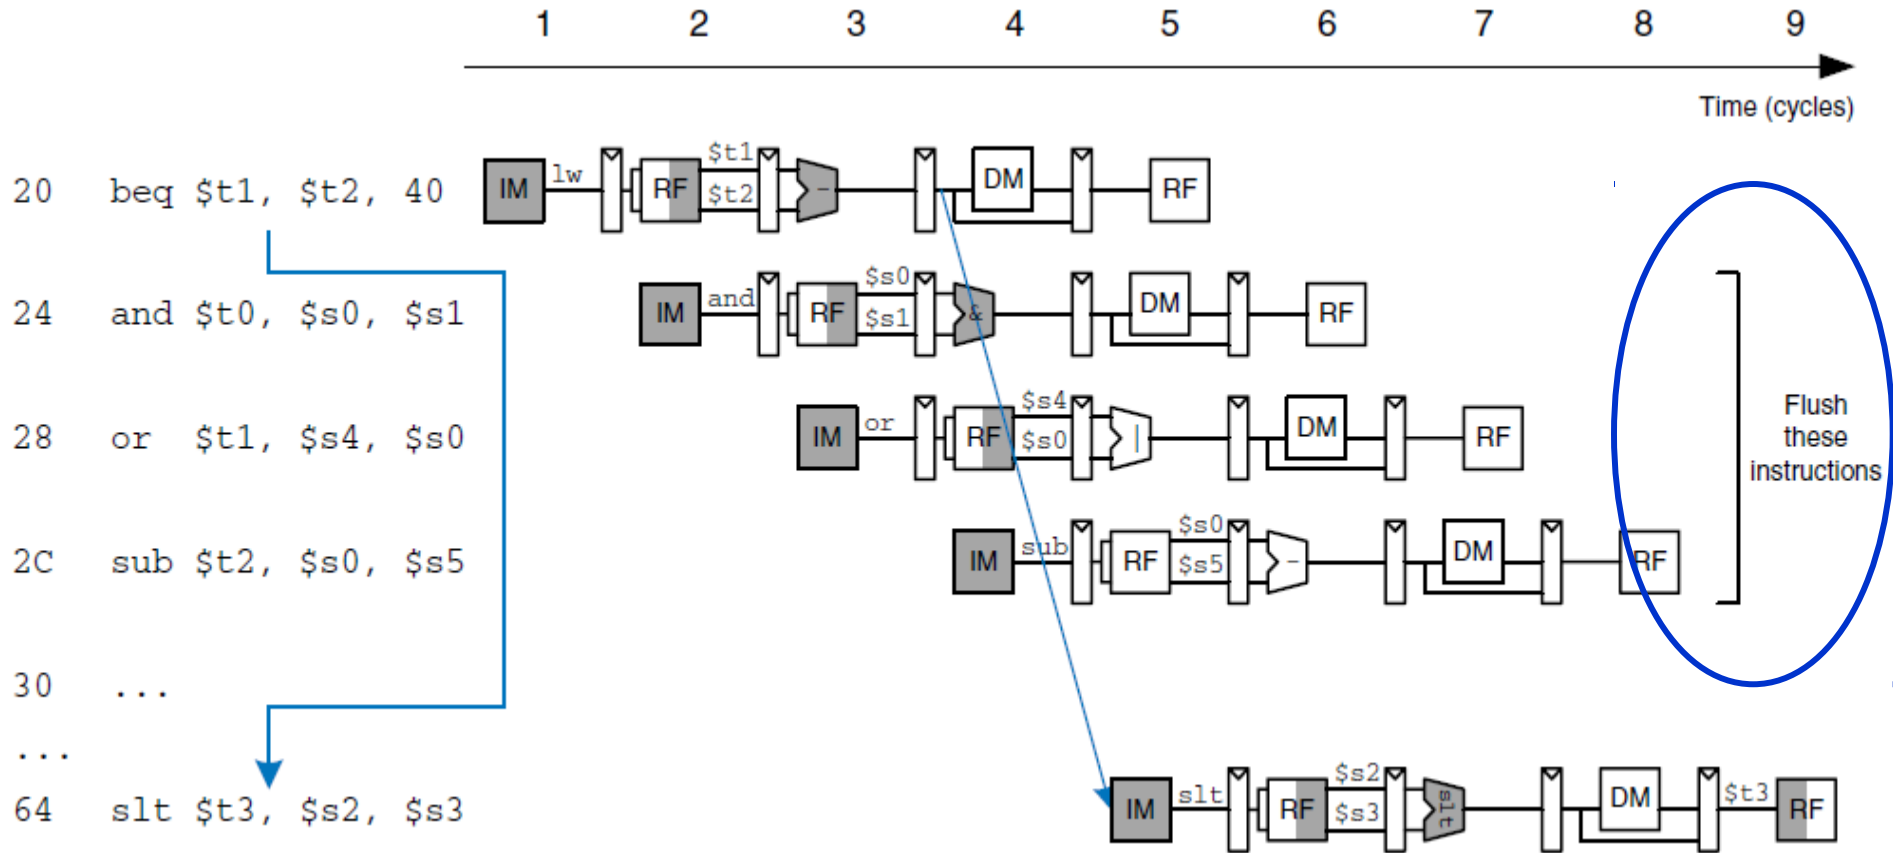 1 2 3 4 5 6 7 8 9
Time (cycles)
20 beq $t1, $t2, 40 IM lw RF $t1 $t2 - DM RF
24 and $t0, $s0, $s1 IM and RF $s0 $s1 & DM RF
28 or $t1, $s4, $s0 IM or RF $s4 $s0 | DM RF
2C sub $t2, $s0, $s5 IM sub RF $s0 $s5 - DM RF
Flush
these
instructions
30 ...
...
64 slt $t3, $s2, $s3 IM slt RF $s2 $s3 slt DM $t3 RF